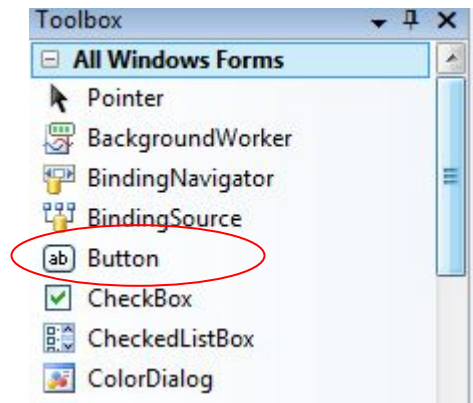 Toolbox
All Windows Forms
Pointer
BackgroundWorker
BindingNavigator
BindingSource
ab Button
CheckBox
CheckedListBox
ColorDialog